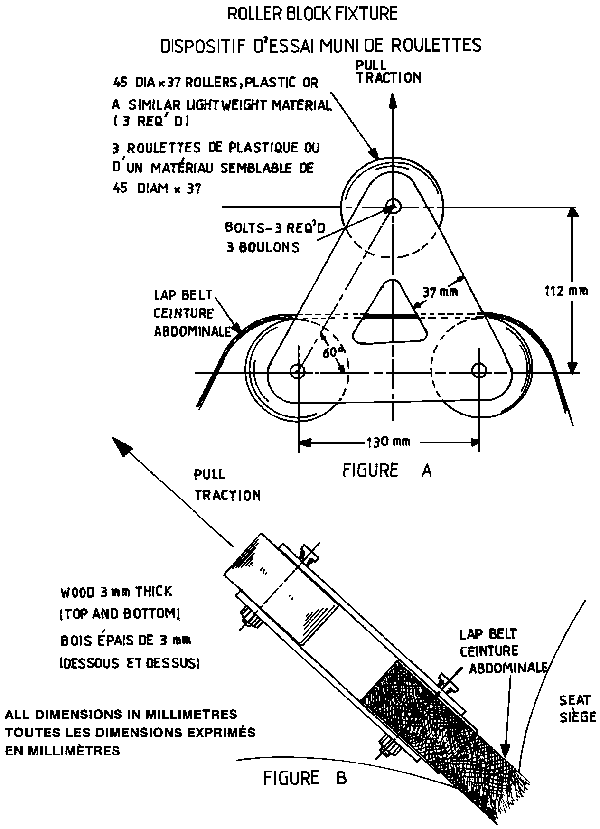 ROLLER BLOCK FIXTURE
DISPOSITIF D'ESSAI MUNI DE ROULETTES
PULL
TRACTION
45 DIA x 37 ROLLERS, PLASTIC OR
A SIMILAR LIGHTWEIGHT MATERIAL
(3 REQ'D)
3 ROULETTES DE PLASTIQUE OU
D'UN MATÉRIAU SEMBLABLE DE
45 DIAM x 37
BOLTS-3 REQ'D
3 BOULONS
37 mm
112 mm
LAP BELT
CEINTURE
ABDOMINALE
60°
130 mm
FIGURE A
PULL
TRACTION
WOOD 3 mm THICK
(TOP AND BOTTOM)
BOIS ÉPAIS DE 3 mm
(DESSOUS ET DESSUS)
LAP BELT
CEINTURE
ABDOMINALE
SEAT
SIÈGE
ALL DIMENSIONS IN MILLIMETRES
TOUTES LES DIMENSIONS EXPRIMÉS
EN MILLIMÈTRES
FIGURE B